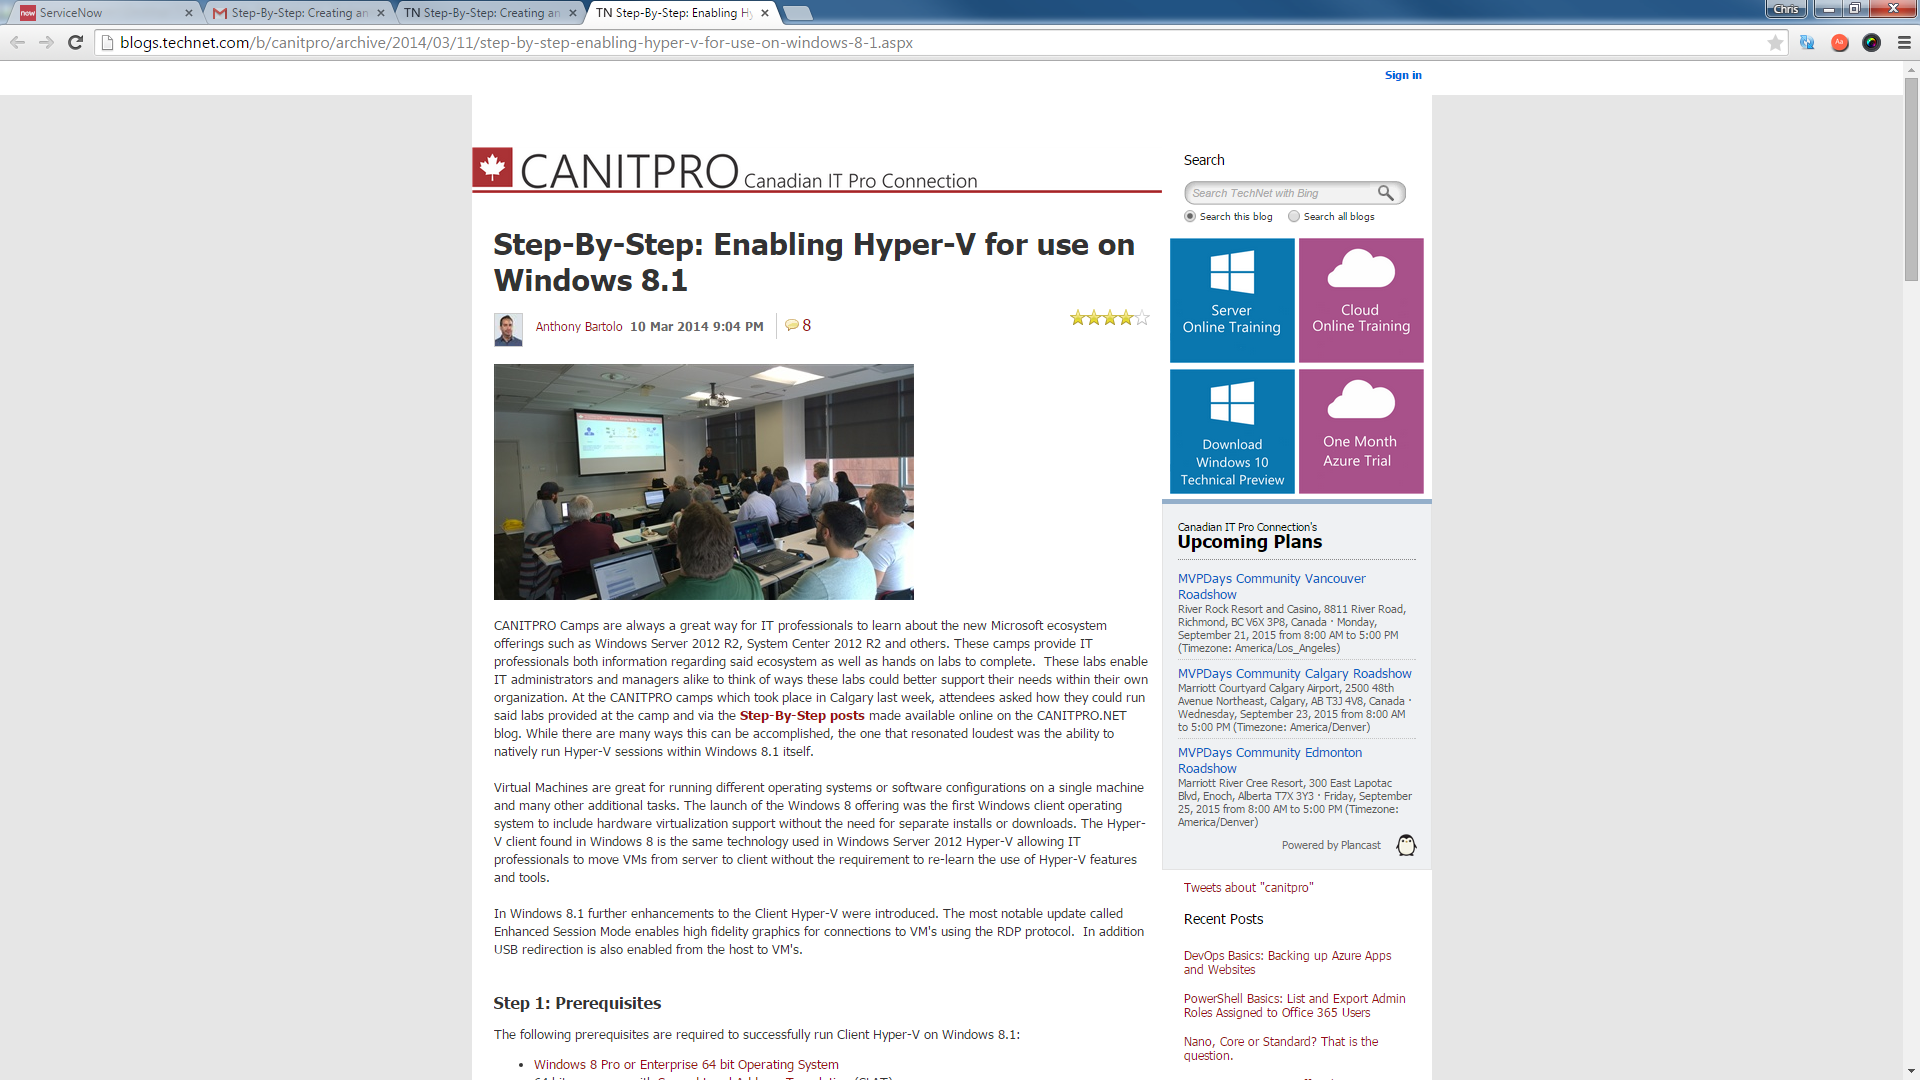 ServiceNow
Step-By-Step: Creating an
TN Step-By-Step: Creating an
TN Step-By-Step: Enabling Hy
Chris
blogs.technet.com/b/canitpro/archive/2014/03/11/step-by-step-enabling-hyper-v-for-use-on-windows-8-1.aspx
Sign in
CANITPRO Canadian IT Pro Connection
Step-By-Step: Enabling Hyper-V for use on
Windows 8.1
Anthony Bartolo 10 Mar 2014 9:04 PM 8
CANITPRO Camps are always a great way for IT professionals to learn about the new Microsoft ecosystem
offerings such as Windows Server 2012 R2, System Center 2012 R2 and others. These camps provide IT
professionals both information regarding said ecosystem as well as hands on labs to complete.  These labs enable
IT administrators and managers alike to think of ways these labs could better support their needs within their own
organization. At the CANITPRO camps which took place in Calgary last week, attendees asked how they could run
said labs provided at the camp and via the Step-By-Step posts made available online on the CANITPRO.NET
blog. While there are many ways this can be accomplished, the one that resonated loudest was the ability to
natively run Hyper-V sessions within Windows 8.1 itself.
Virtual Machines are great for running different operating systems or software configurations on a single machine
and many other additional tasks. The launch of the Windows 8 offering was the first Windows client operating
system to include hardware virtualization support without the need for separate installs or downloads. The Hyper-
V client found in Windows 8 is the same technology used in Windows Server 2012 Hyper-V allowing IT
professionals to move VMs from server to client without the requirement to re-learn the use of Hyper-V features
and tools.
In Windows 8.1 further enhancements to the Client Hyper-V were introduced. The most notable update called
Enhanced Session Mode enables high fidelity graphics for connections to VM's using the RDP protocol.  In addition
USB redirection is also enabled from the host to VM's.
Step 1: Prerequisites
The following prerequisites are required to successfully run Client Hyper-V on Windows 8.1:
• Windows 8 Pro or Enterprise 64 bit Operating System
Search
Search TechNet with Bing
Search this blog Search all blogs
Server
Online Training
Cloud
Online Training
Download
Windows 10
Technical Preview
One Month
Azure Trial
Canadian IT Pro Connection's
Upcoming Plans
MVPDays Community Vancouver
Roadshow
River Rock Resort and Casino, 8811 River Road,
Richmond, BC V6X 3P8, Canada · Monday,
September 21, 2015 from 8:00 AM to 5:00 PM
(Timezone: America/Los_Angeles)
MVPDays Community Calgary Roadshow
Marriott Courtyard Calgary Airport, 2500 48th
Avenue Northeast, Calgary, AB T3J 4V8, Canada ·
Wednesday, September 23, 2015 from 8:00 AM
to 5:00 PM (Timezone: America/Denver)
MVPDays Community Edmonton
Roadshow
Marriott River Cree Resort, 300 East Lapotac
Blvd, Enoch, Alberta T7X 3Y3 · Friday, September
25, 2015 from 8:00 AM to 5:00 PM (Timezone:
America/Denver)
Powered by Plancast
Tweets about "canitpro"
Recent Posts
DevOps Basics: Backing up Azure Apps
and Websites
PowerShell Basics: List and Export Admin
Roles Assigned to Office 365 Users
Nano, Core or Standard? That is the
question.